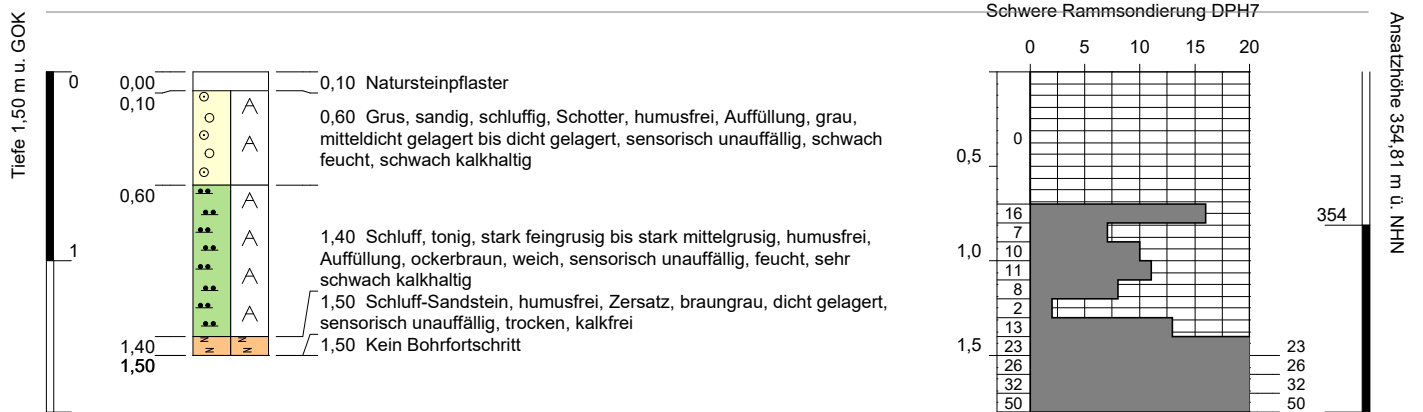 Schwere Rammsondierung DPH7
0 5 10 15 20
Tiefe 1,50 m u. GOK
Ansatzhöhe 354,81 m ü. NHN
0
1
0,00
0,10
0,60
1,40
1,50
0,10 Natursteinpflaster
0,60 Grus, sandig, schluffig, Schotter, humusfrei, Auffüllung, grau,
mitteldicht gelagert bis dicht gelagert, sensorisch unauffällig, schwach
feucht, schwach kalkhaltig
1,40 Schluff, tonig, stark feingrusig bis stark mittelgrusig, humusfrei,
Auffüllung, ockerbraun, weich, sensorisch unauffällig, feucht, sehr
schwach kalkhaltig
1,50 Schluff-Sandstein, humusfrei, Zersatz, braungrau, dicht gelagert,
sensorisch unauffällig, trocken, kalkfrei
1,50 Kein Bohrfortschritt
0,5
1,0
1,5
0
16
7
10
11
8
2
13
23
26
32
50
23
26
32
50
354